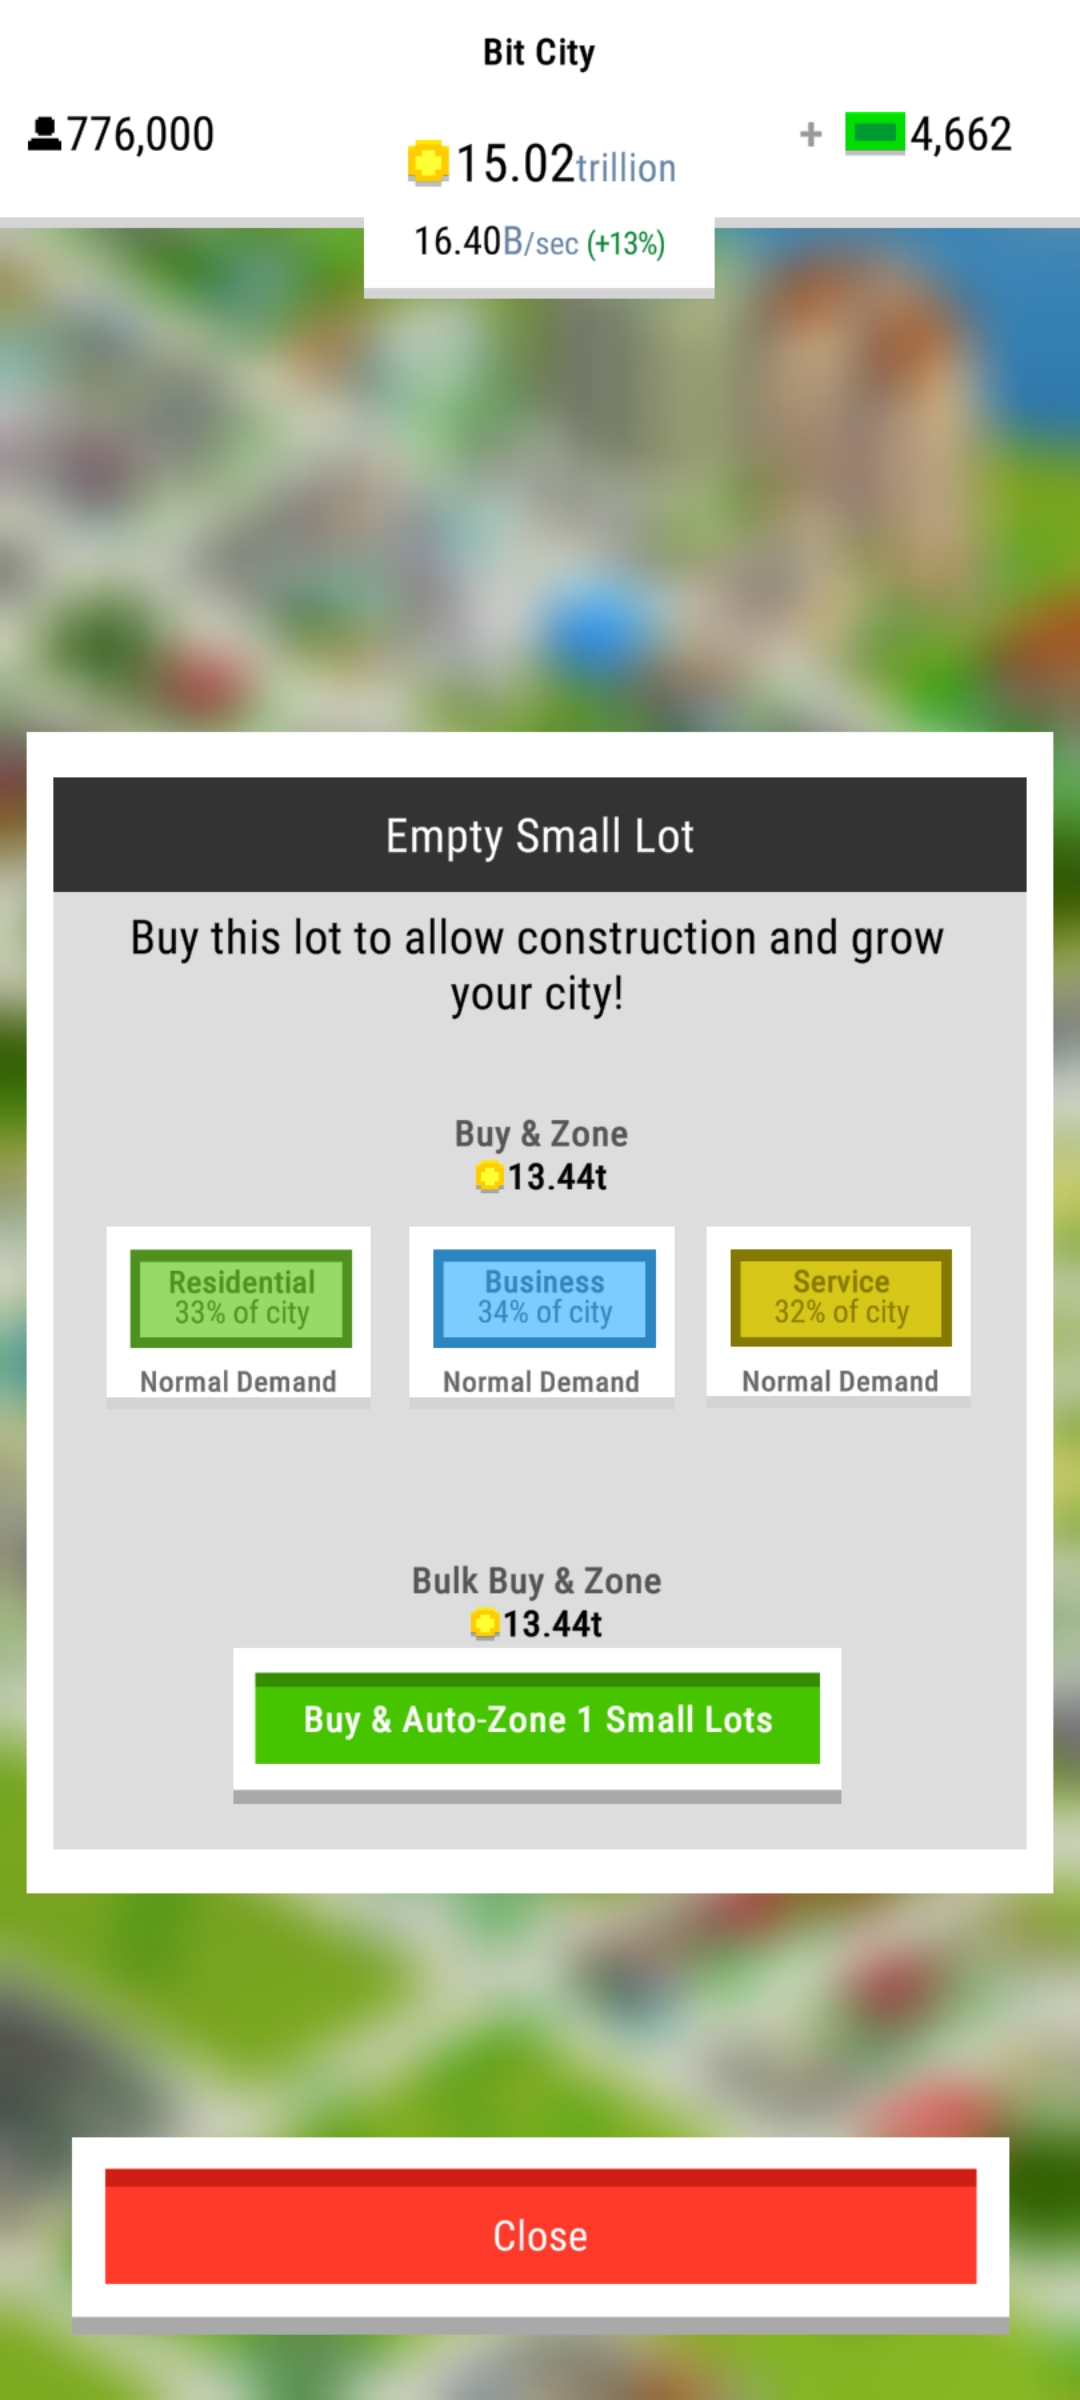 Bit City
776,000
15.02trillion
+ 4,662
16.40B/sec (+13%)
Empty Small Lot
Buy this lot to allow construction and grow
your city!
Buy & Zone
13.44t
Residential
33% of city
Normal Demand
Business
34% of city
Normal Demand
Service
32% of city
Normal Demand
Bulk Buy & Zone
13.44t
Buy & Auto-Zone 1 Small Lots
Close